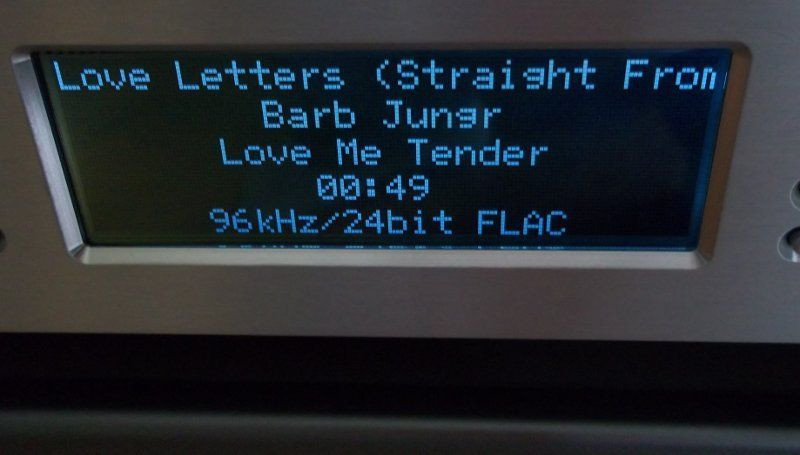 Love Letters (Straight From
Barb Jungr
Love Me Tender
00:49
96kHz/24bit FLAC